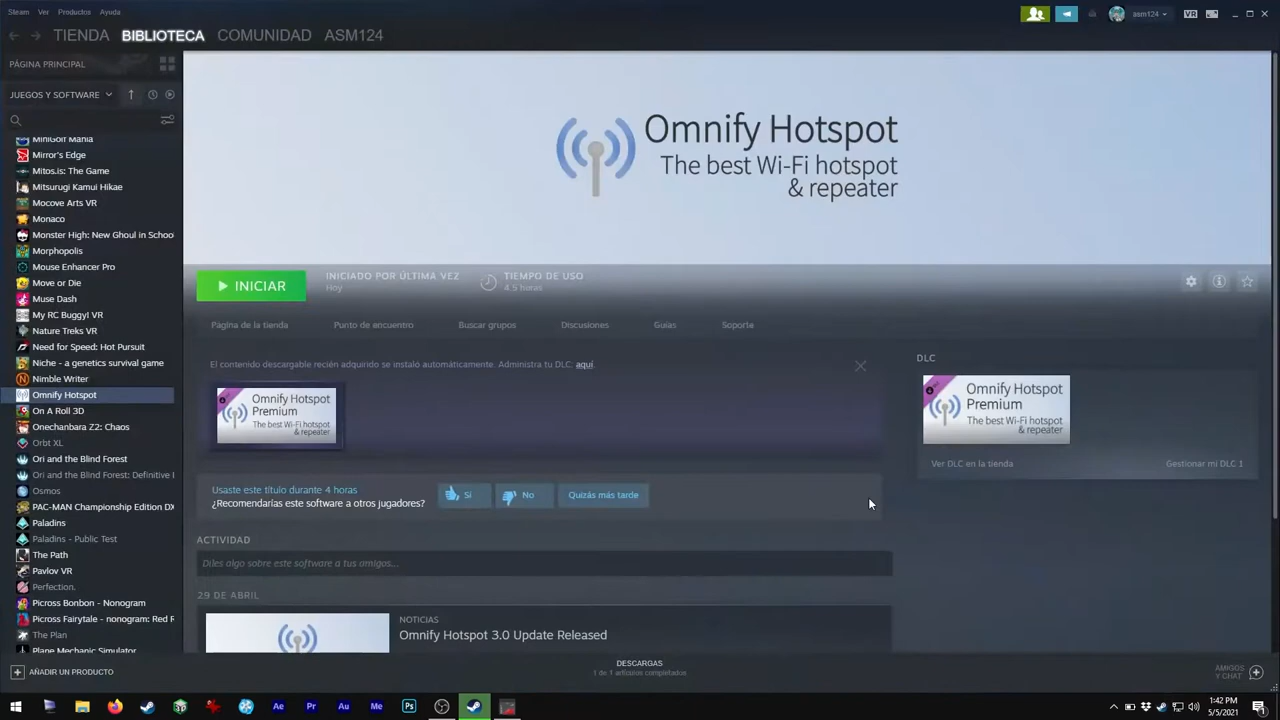 Steam Ver Productos Ayuda
asm124
VR
TIENDA BIBLIOTECA COMUNIDAD ASM124
PÁGINA PRINCIPAL
JUEGOS Y SOFTWARE
MiniGolf Mania
Mirror's Edge
Mitos.is: The Game
Mitsurugi Kamui Hikae
Mocove Arts VR
Monaco
Monster High: New Ghoul in School
Morphopolis
Mouse Enhancer Pro
Move or Die
Muse Dash
My RC Buggy! VR
Nature Treks VR
Need for Speed: Hot Pursuit
Niche - a genetics survival game
Nimble Writer
Omnify Hotspot
On A Roll 3D
Onechanbara Z2: Chaos
Orbt XL
Ori and the Blind Forest
Ori and the Blind Forest: Definitive
Osmos
PAC-MAN Championship Edition DX
Paladins
Paladins - Public Test
The Path
Pavlov VR
Perfection.
Picross Bonbon - Nonogram
Picross Fairytale - nonogram: Red
The Plan
Plane Mechanic Simulator
AÑADIR UN PRODUCTO
Omnify Hotspot
The best Wi-Fi hotspot
& repeater
INICIAR
INICIADO POR ÚLTIMA VEZ
Hoy
TIEMPO DE USO
4.5 horas
Página de la tienda Punto de encuentro Buscar grupos Discusiones Guías Soporte
El contenido descargable recién adquirido se instaló automáticamente. Administra tu DLC: aquí.
Omnify Hotspot
Premium
The best Wi-Fi hotspot
& repeater
Usaste este título durante 4 horas
¿Recomendarías este software a otros jugadores?
Sí
No
Quizás más tarde
ACTIVIDAD
Diles algo sobre este software a tus amigos...
29 DE ABRIL
NOTICIAS
Omnify Hotspot 3.0 Update Released
DLC
Omnify Hotspot
Premium
The best Wi-Fi hotspot
& repeater
Ver DLC en la tienda Gestionar mi DLC 1
DESCARGAS
1 de 1 artículos completados
AMIGOS
Y CHAT
Ae Pr Au Me Ps
1:42 PM
5/5/2021